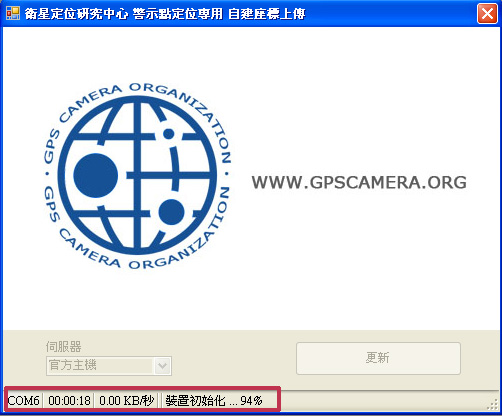 衛星定位研究中心 警示點定位專用 自建座標上傳
GPS CAMERA ORGANIZATION · GPS CAMERA ORGANIZATION ·
WWW.GPSCAMERA.ORG
伺服器
官方主機
更新
COM6 00:00:18 0.00 KB/秒 裝置初始化 ... 94%